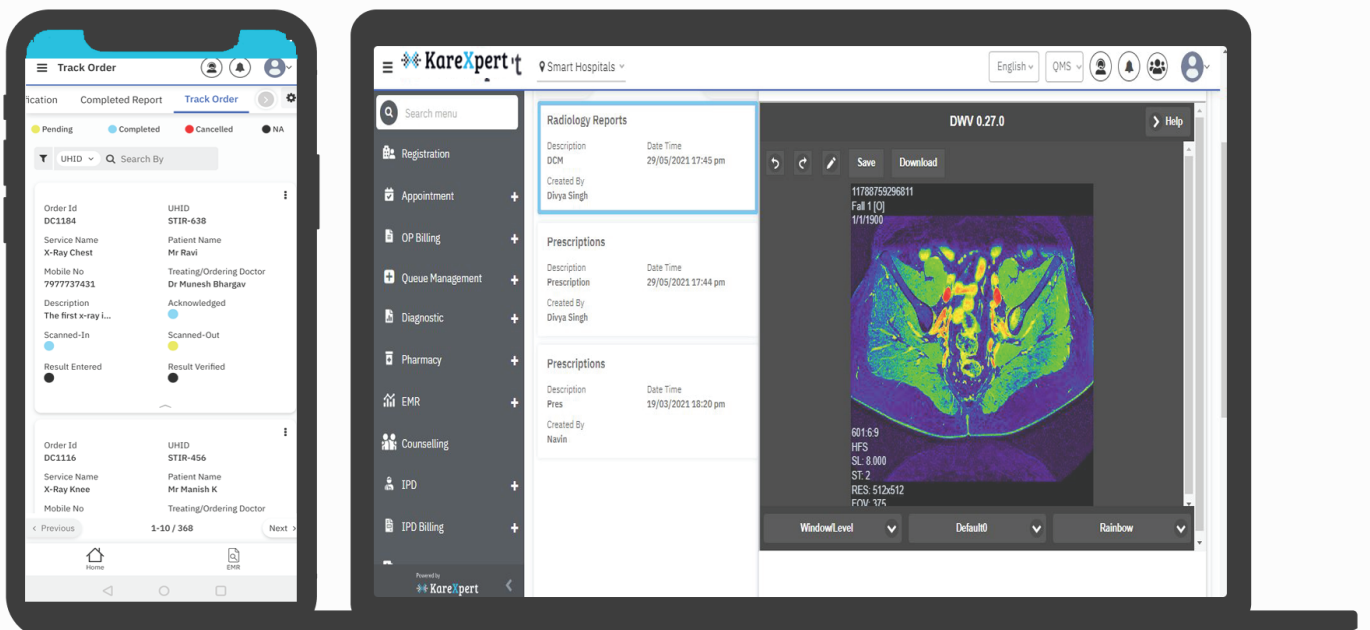 Track Order
ication Completed Report Track Order
Pending Completed Cancelled NA
UHID Search By
Order Id UHID
DC1184 STIR-638
Service Name Patient Name
X-Ray Chest Mr Ravi
Mobile No Treating/Ordering Doctor
7977737431 Dr Munesh Bhargav
Description Acknowledged
The first x-ray i...
Scanned-In Scanned-Out
Result Entered Result Verified
Order Id UHID
DC1116 STIR-456
Service Name Patient Name
X-Ray Knee Mr Manish K
Mobile No Treating/Ordering Doctor
< Previous 1-10 / 368 Next >
Home EMR
KareXpert Smart Hospitals English QMS
Search menu
Registration
Appointment +
OP Billing +
Queue Management +
Diagnostic +
Pharmacy +
EMR +
Counselling
IPD +
IPD Billing +
Powered by
KareXpert
Radiology Reports
Description Date Time
DCM 29/05/2021 17:45 pm
Created By
Divya Singh
Prescriptions
Description Date Time
Prescription 29/05/2021 17:44 pm
Created By
Divya Singh
Prescriptions
Description Date Time
Pres 19/03/2021 18:20 pm
Created By
Navin
DWV 0.27.0 Help
Save Download
11788759296811
Fall 1 [O]
1/1/1900
601:6:9
HFS
SL: 8.000
ST: 2
RES: 512x512
FOV: 375
Window/Level Default0 Rainbow